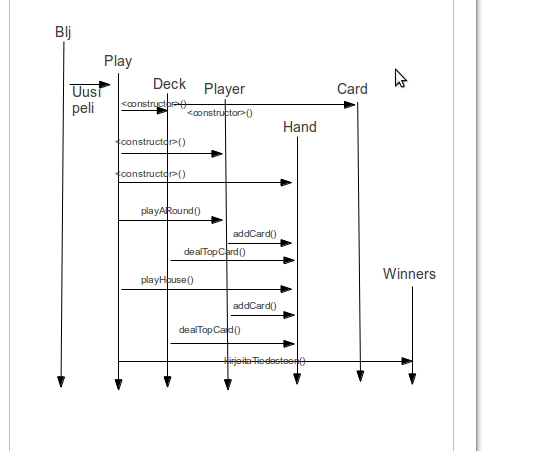 Blj
Play
Deck
Player
Card
Uusi
peli
<constructor>()
<constructor>()
Hand
<constructor>()
<constructor>()
playARound()
addCard()
dealTopCard()
Winners
playHouse()
addCard()
dealTopCard()
kirjoitaTiedostoon()